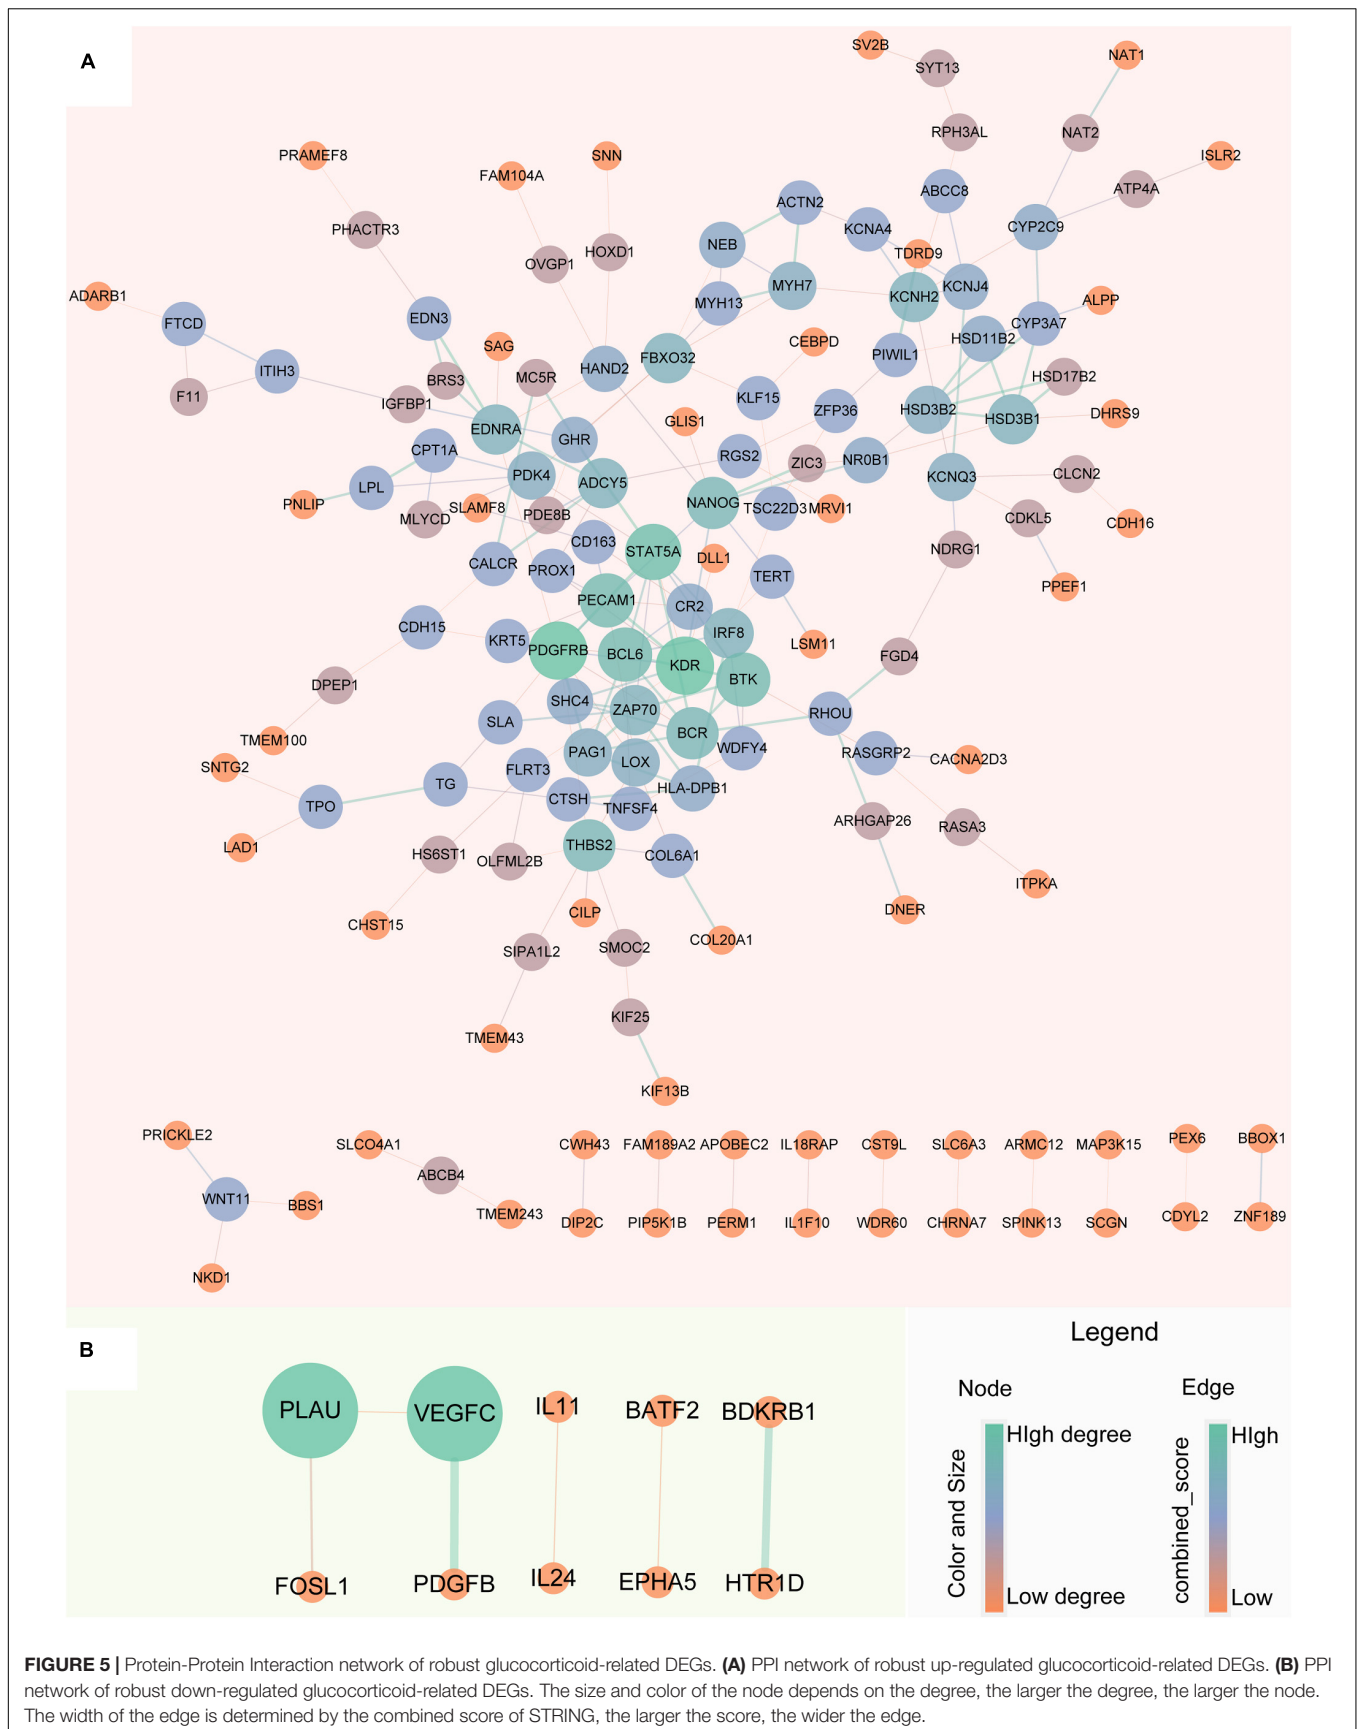 A
SV2B
NAT1
SYT13
RPH3AL
NAT2
PRAMEF8
SNN
ISLR2
FAM104A
ATP4A
ABCC8
ACTN2
PHACTR3
KCNA4
CYP2C9
NEB
HOXD1
TDRD9
OVGP1
MYH7
KCNJ4
ADARB1
KCNH2
ALPP
MYH13
EDN3
FTCD
CYP3A7
HSD11B2
CEBPD
SAG
PIWIL1
FBXO32
HAND2
ITIH3
MC5R
HSD17B2
BRS3
F11
KLF15
IGFBP1
ZFP36
HSD3B2
DHRS9
HSD3B1
GLIS1
EDNRA
GHR
CPT1A
RGS2
NR0B1
ZIC3
PDK4
CLCN2
KCNQ3
ADCY5
LPL
PNLIP
NANOG
SLAMF8
TSC22D3
MRVI1
PDE8B
MLYCD
CDKL5
CDH16
CD163
STAT5A
NDRG1
DLL1
CALCR
PROX1
TERT
PPEF1
PECAM1
CR2
CDH15
IRF8
KRT5
LSM11
PDGFRB
BCL6
FGD4
KDR
BTK
DPEP1
SHC4
ZAP70
RHOU
SLA
BCR
TMEM100
WDFY4
PAG1
RASGRP2
CACNA2D3
SNTG2
LOX
FLRT3
TG
HLA-DPB1
CTSH
TPO
TNFSF4
ARHGAP26
RASA3
LAD1
THBS2
HS6ST1
COL6A1
OLFML2B
ITPKA
DNER
CILP
CHST15
COL20A1
SMOC2
SIPA1L2
KIF25
TMEM43
KIF13B
PRICKLE2
SLCO4A1
CWH43
FAM189A2
APOBEC2
IL18RAP
CST9L
SLC6A3
ARMC12
MAP3K15
PEX6
BBOX1
ABCB4
WNT11
BBS1
TMEM243
DIP2C
PIP5K1B
PERM1
IL1F10
WDR60
CHRNA7
SPINK13
SCGN
CDYL2
ZNF189
NKD1
B
PLAU
VEGFC
IL11
BATF2
BDKRB1
FOSL1
PDGFB
IL24
EPHA5
HTR1D
Legend
Node
Edge
Color and Size
HIgh degree
Low degree
combined_score
HIgh
Low
FIGURE 5 | Protein-Protein Interaction network of robust glucocorticoid-related DEGs. (A) PPI network of robust up-regulated glucocorticoid-related DEGs. (B) PPI
network of robust down-regulated glucocorticoid-related DEGs. The size and color of the node depends on the degree, the larger the degree, the larger the node.
The width of the edge is determined by the combined score of STRING, the larger the score, the wider the edge.